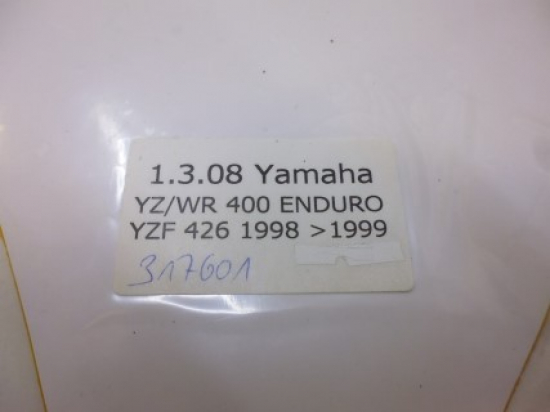 1.3.08 Yamaha
YZ/WR 400 ENDURO
YZF 426 1998 >1999
317601